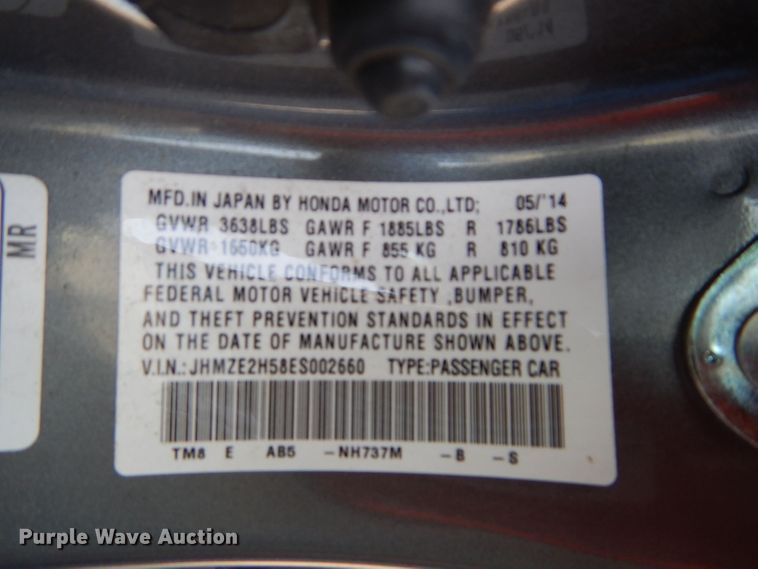 MFD.IN JAPAN BY HONDA MOTOR CO.,LTD; 05/'14
GVWR 3638LBS GAWR F 1885LBS R 1786LBS
GVWR 1650KG GAWR F 855 KG R 810 KG
THIS VEHICLE CONFORMS TO ALL APPLICABLE
FEDERAL MOTOR VEHICLE SAFETY ,BUMPER,
AND THEFT PREVENTION STANDARDS IN EFFECT
ON THE DATE OF MANUFACTURE SHOWN ABOVE.
V.I.N.:JHMZE2H58ES002660 TYPE:PASSENGER CAR
TM8 E AB5 -NH737M -B -S
MR
Purple Wave Auction